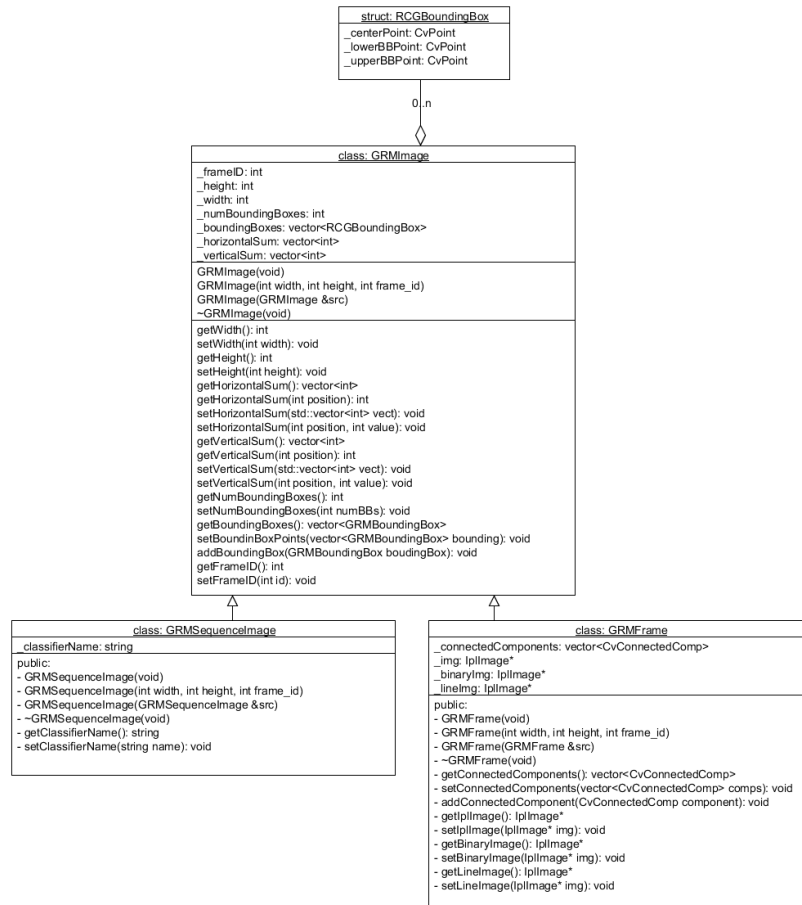 struct: RCGBoundingBox
_centerPoint: CvPoint
_lowerBBPoint: CvPoint
_upperBBPoint: CvPoint
0..n
class: GRMImage
_frameID: int
_height: int
_width: int
_numBoundingBoxes: int
_boundingBoxes: vector<RCGBoundingBox>
_horizontalSum: vector<int>
_verticalSum: vector<int>
GRMImage(void)
GRMImage(int width, int height, int frame_id)
GRMImage(GRMImage &src)
~GRMImage(void)
getWidth(): int
setWidth(int width): void
getHeight(): int
setHeight(int height): void
getHorizontalSum(): vector<int>
getHorizontalSum(int position): int
setHorizontalSum(std::vector<int> vect): void
setHorizontalSum(int position, int value): void
getVerticalSum(): vector<int>
getVerticalSum(int position): int
setVerticalSum(std::vector<int> vect): void
setVerticalSum(int position, int value): void
getNumBoundingBoxes(): int
setNumBoundingBoxes(int numBBs): void
getBoundingBoxes(): vector<GRMBoundingBox>
setBoundinBoxPoints(vector<GRMBoundingBox> bounding): void
addBoundingBox(GRMBoundingBox boudingBox): void
getFrameID(): int
setFrameID(int id): void
class: GRMSequenceImage
_classifierName: string
public:
- GRMSequenceImage(void)
- GRMSequenceImage(int width, int height, int frame_id)
- GRMSequenceImage(GRMSequenceImage &src)
- ~GRMSequenceImage(void)
- getClassifierName(): string
- setClassifierName(string name): void
class: GRMFrame
_connectedComponents: vector<CvConnectedComp>
_img: IplImage*
_binaryImg: IplImage*
_lineImg: IplImage*
public:
- GRMFrame(void)
- GRMFrame(int width, int height, int frame_id)
- GRMFrame(GRMFrame &src)
- ~GRMFrame(void)
- getConnectedComponents(): vector<CvConnectedComp>
- setConnectedComponents(vector<CvConnectedComp> comps): void
- addConnectedComponent(CvConnectedComp component): void
- getIplImage(): IplImage*
- setIplImage(IplImage* img): void
- getBinaryImage(): IplImage*
- setBinaryImage(IplImage* img): void
- getLineImage(): IplImage*
- setLineImage(IplImage* img): void